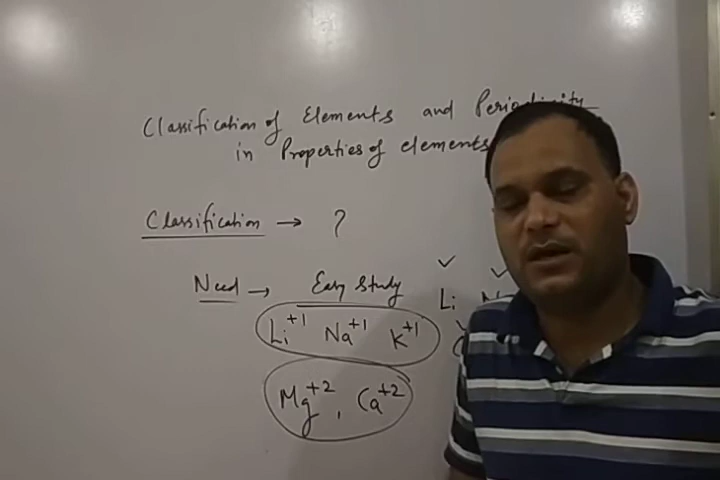 Classification of Elements and Periodicity
in Properties of elements
Classification → ?
Need → Easy Study
Li
Li+1 Na+1 K+1
Mg+2, Ca+2